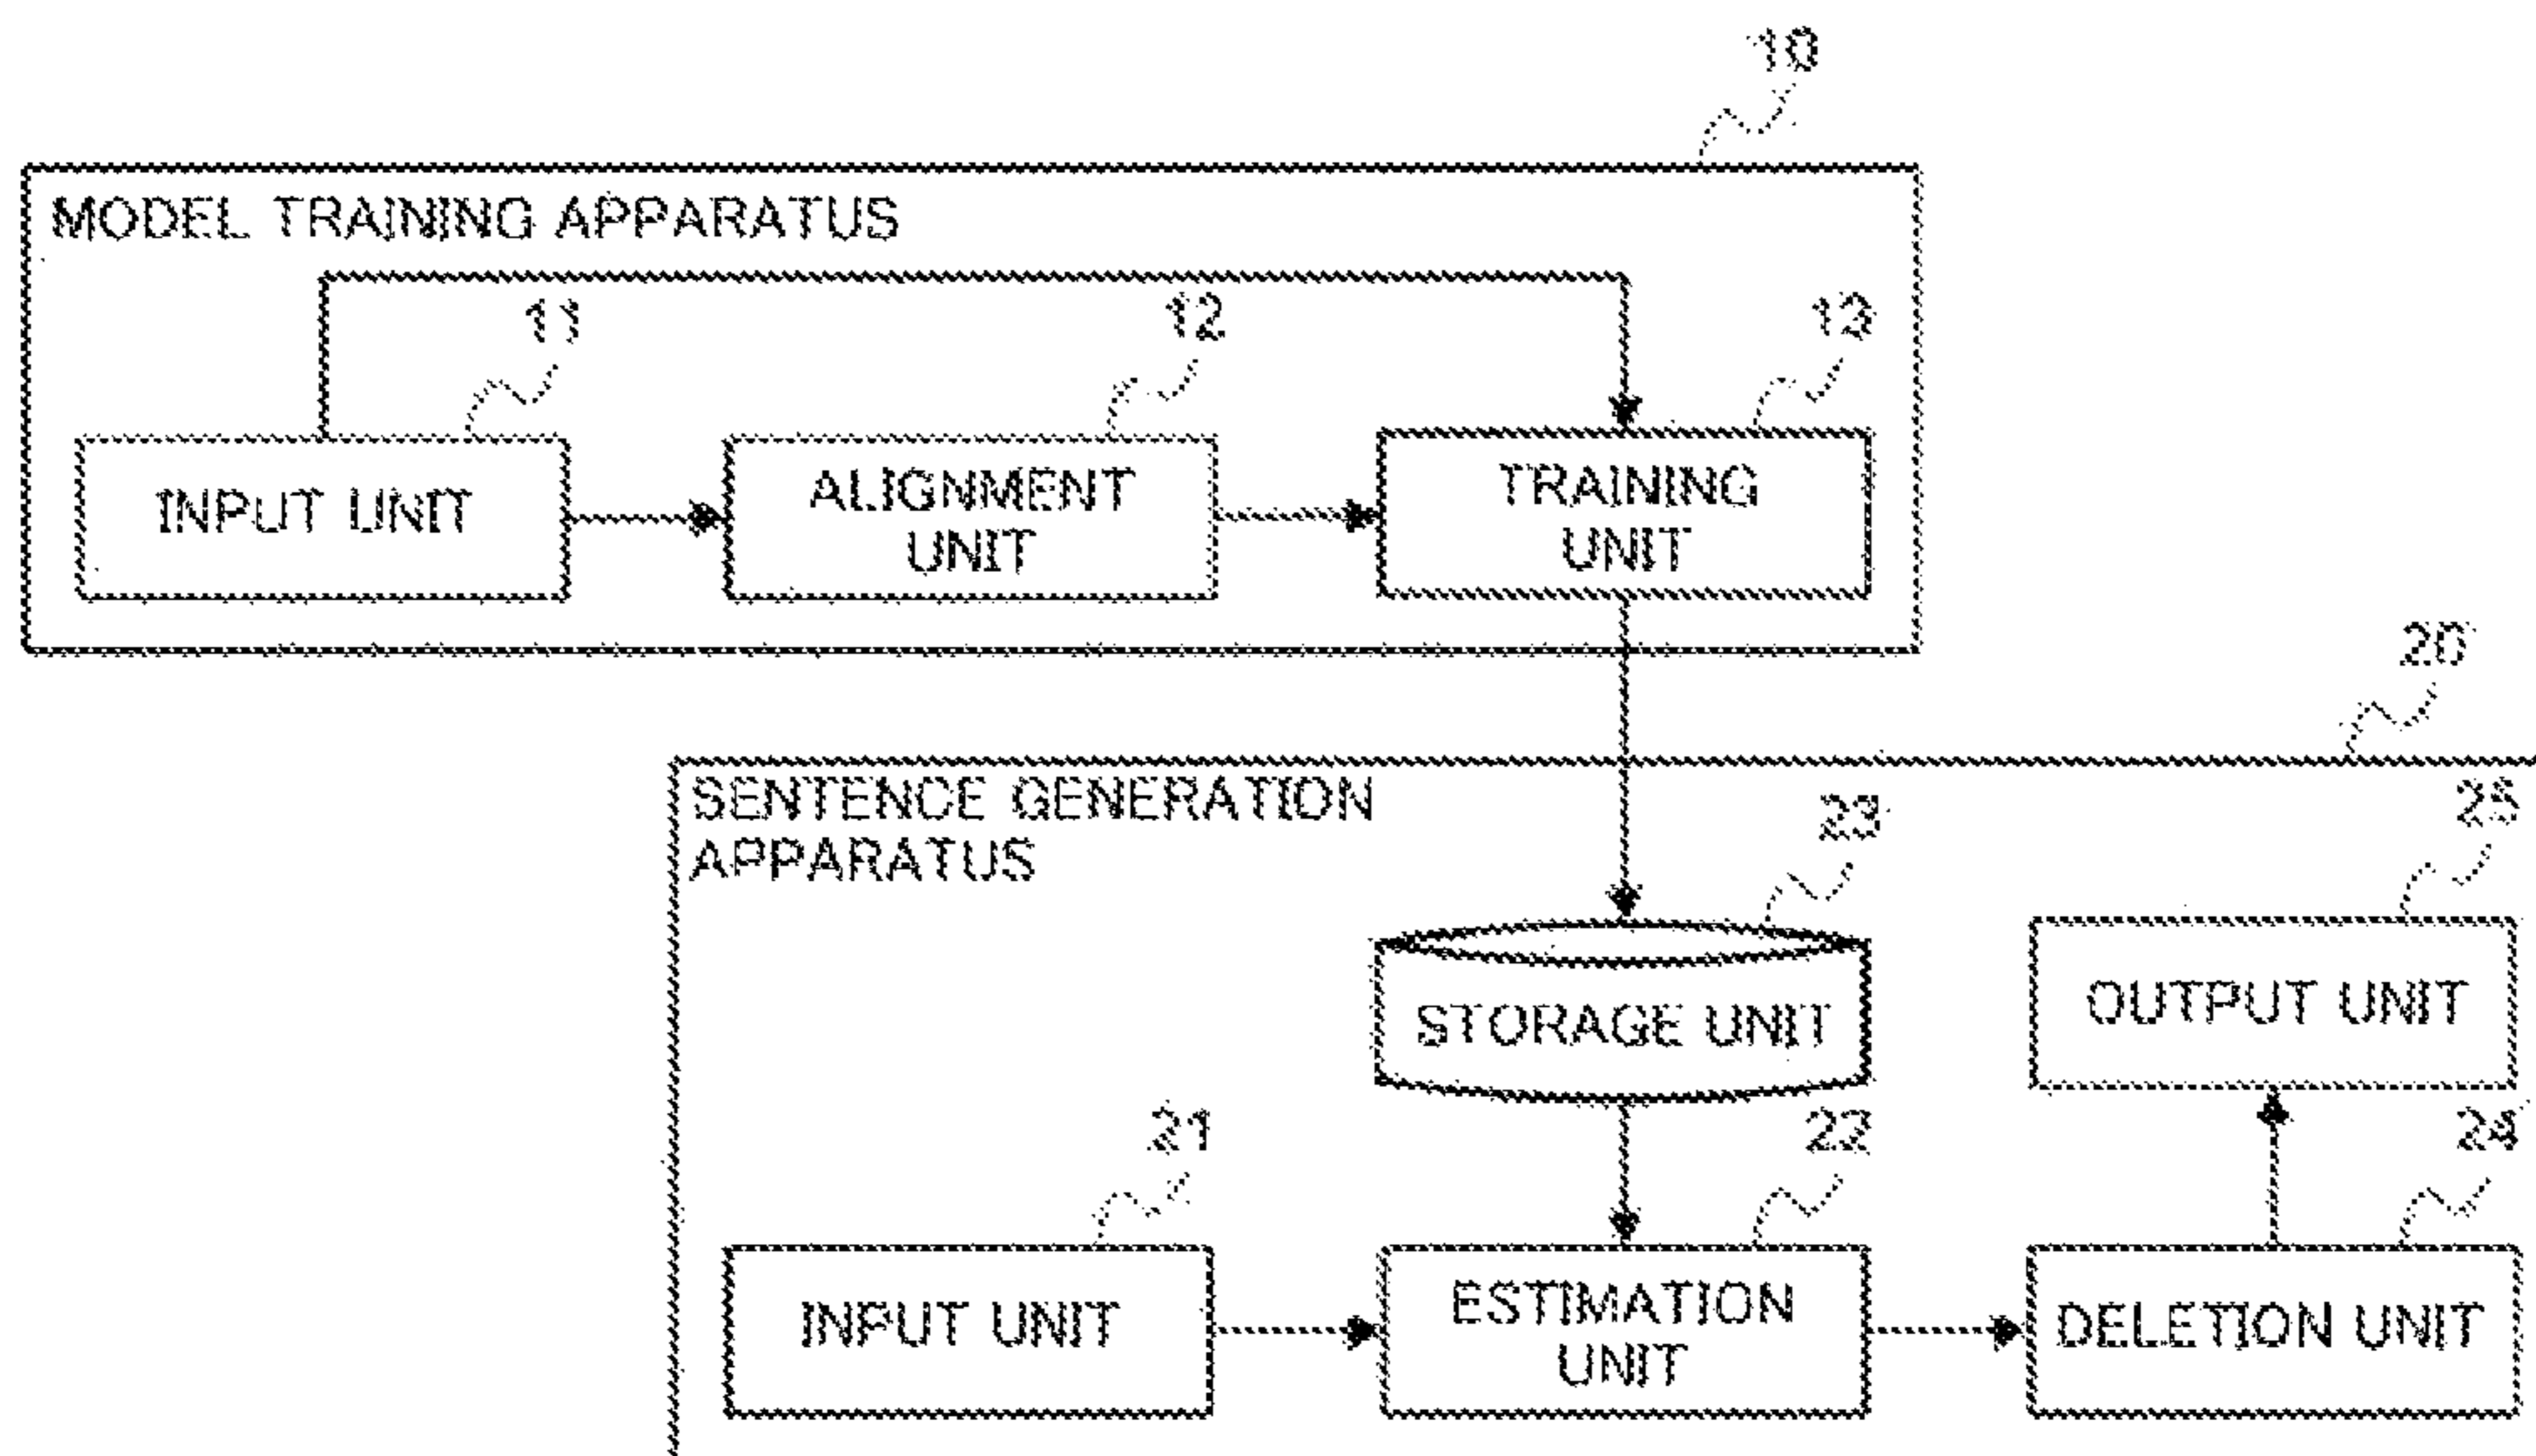 10
MODEL TRAINING APPARATUS
11
12
13
INPUT UNIT
ALIGNMENT
UNIT
TRAINING
UNIT
20
SENTENCE GENERATION
APPARATUS
23
25
STORAGE UNIT
OUTPUT UNIT
21
22
24
INPUT UNIT
ESTIMATION
UNIT
DELETION UNIT